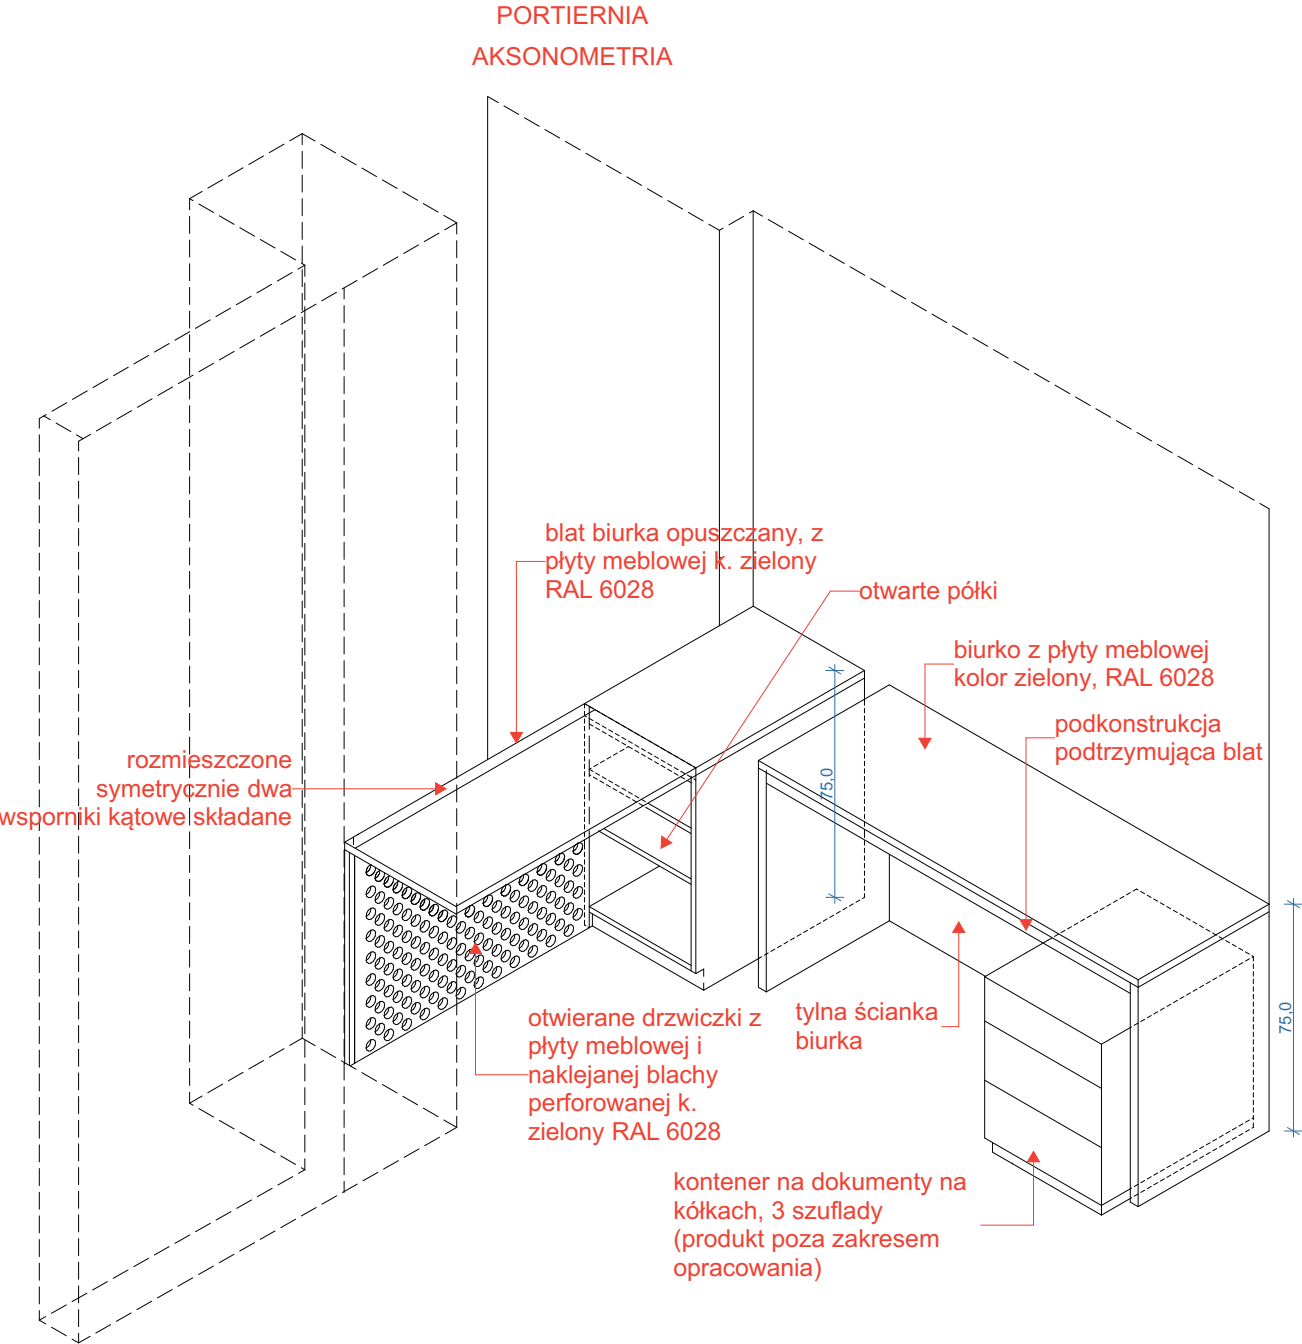 PORTIERNIA
AKSONOMETRIA
blat biurka opuszczany, z
płyty meblowej k. zielony
RAL 6028
otwarte półki
biurko z płyty meblowej
kolor zielony, RAL 6028
podkonstrukcja
podtrzymująca blat
rozmieszczone
symetrycznie dwa
wsporniki kątowe składane
75,0
tylna ścianka
biurka
75,0
otwierane drzwiczki z
płyty meblowej i
naklejanej blachy
perforowanej k.
zielony RAL 6028
kontener na dokumenty na
kółkach, 3 szuflady
(produkt poza zakresem
opracowania)